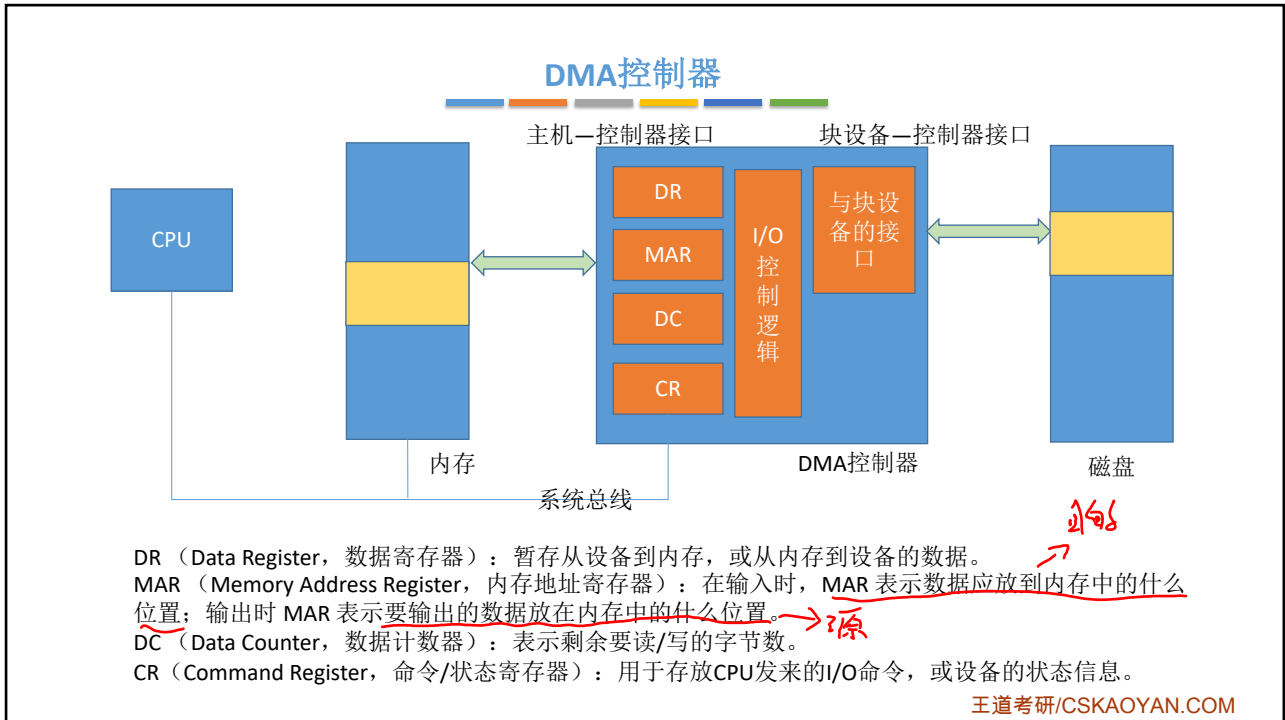 DMA控制器
主机—控制器接口
块设备—控制器接口
CPU
DR
MAR
DC
CR
I/O
控
制
逻
辑
与块设
备的接
口
内存
DMA控制器
磁盘
系统总线
DR （Data Register，数据寄存器）：暂存从设备到内存，或从内存到设备的数据。
MAR （Memory Address Register，内存地址寄存器）：在输入时，MAR 表示数据应放到内存中的什么
位置；输出时 MAR 表示要输出的数据放在内存中的什么位置。
源
DC （Data Counter，数据计数器）：表示剩余要读/写的字节数。
CR（Command Register，命令/状态寄存器）：用于存放CPU发来的I/O命令，或设备的状态信息。
王道考研/CSKAOYAN.COM